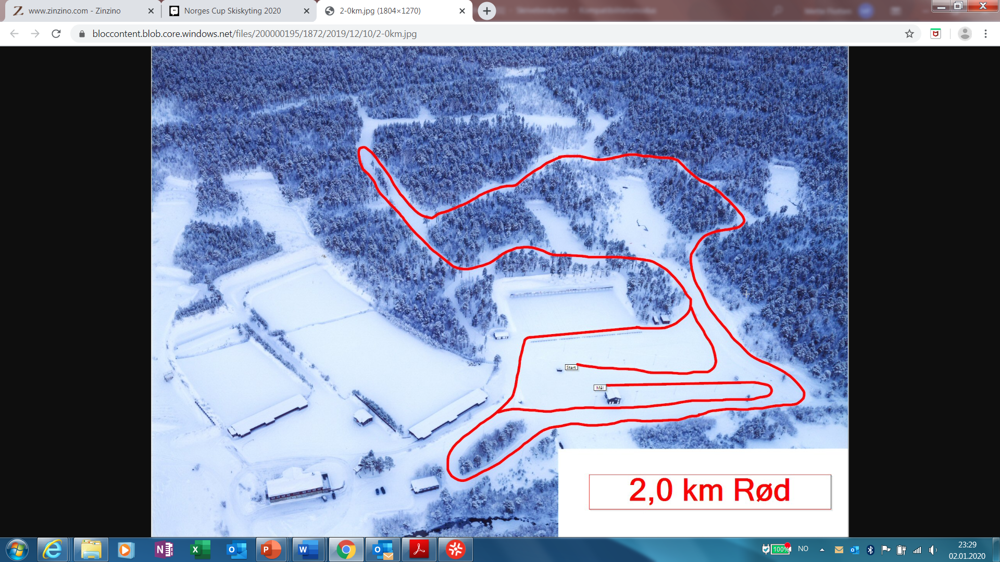 www.zinzino.com - Zinzino
Norges Cup Skiskyting 2020
2-0km.jpg (1804×1270)
bloccontent.blob.core.windows.net/files/200000195/1872/2019/12/10/2-0km.jpg
Start
Mål
2,0 km Rød
100%
NO
23:29
02.01.2020